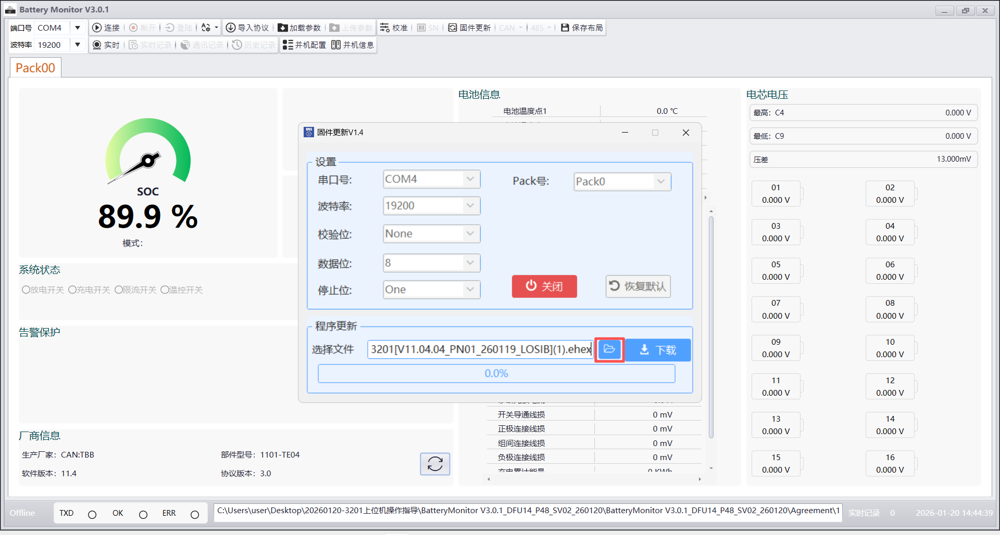 Battery Monitor V3.0.1
端口号 COM4 连接 断开 登陆 导入协议 加载参数 上传参数 校准 SN 固件更新 CAN 485 保存布局
波特率 19200 实时 实时记录 通讯记录 历史记录 并机配置 并机信息
Pack00
SOC
89.9 %
模式:
系统状态
放电开关 充电开关 限流开关 温控开关
告警保护
厂商信息
生产厂家: CAN:TBB 部件型号: 1101-TE04
软件版本: 11.4 协议版本: 3.0
电池信息
电池温度点1 0.0 ℃
固件更新V1.4
设置
串口号: COM4 Pack号: Pack0
波特率: 19200
校验位: None
数据位: 8
停止位: One
关闭 恢复默认
程序更新
选择文件 3201[V11.04.04_PN01_260119_LOSIB](1).ehex 下载
0.0%
开关导通线损 0 mV
正极连接线损 0 mV
组间连接线损 0 mV
负极连接线损 0 mV
充电累计能量 0 KWh
电芯电压
最高: C4 0.000 V
最低: C9 0.000 V
压差 13.000mV
01 02
0.000 V 0.000 V
03 04
0.000 V 0.000 V
05 06
0.000 V 0.000 V
07 08
0.000 V 0.000 V
09 10
0.000 V 0.000 V
11 12
0.000 V 0.000 V
13 14
0.000 V 0.000 V
15 16
0.000 V 0.000 V
Offline TXD OK ERR C:\Users\user\Desktop\20260120-3201上位机操作指导\BatteryMonitor V3.0.1_DFU14_P48_SV02_260120\BatteryMonitor V3.0.1_DFU14_P48_SV02_260120\Agreement\1 实时记录 0 2026-01-20 14:44:39